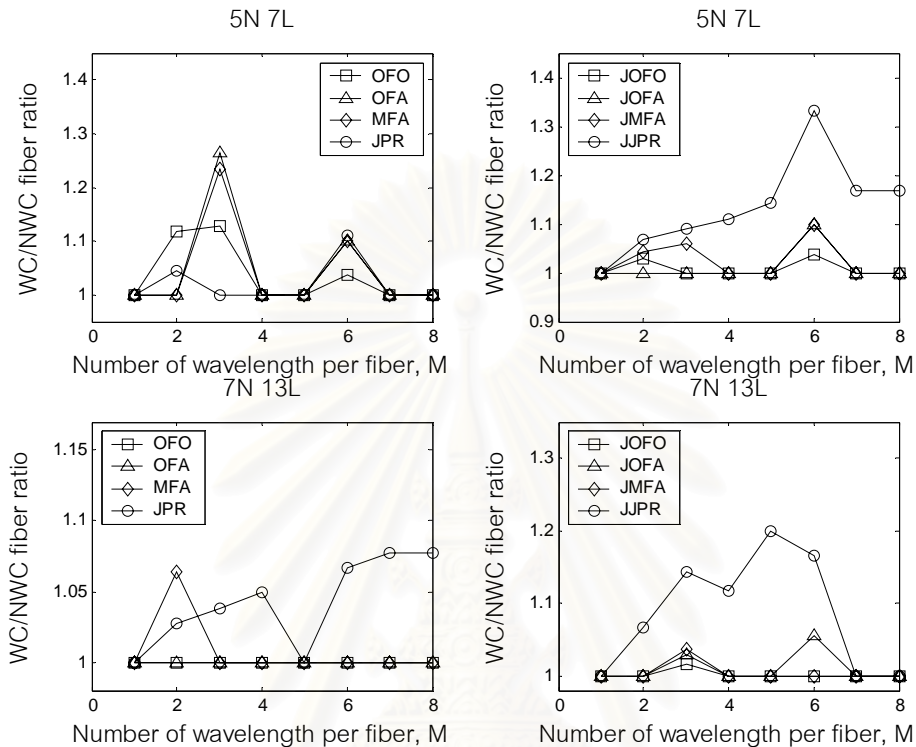 5N 7L
1.4
1.3
1.2
1.1
1
0 2 4 6 8
WC/NWC fiber ratio
Number of wavelength per fiber, M
OFO
OFA
MFA
JPR
5N 7L
1.4
1.3
1.2
1.1
1
0.9
0 2 4 6 8
WC/NWC fiber ratio
Number of wavelength per fiber, M
JOFO
JOFA
JMFA
JJPR
7N 13L
1.15
1.1
1.05
1
0 2 4 6 8
WC/NWC fiber ratio
Number of wavelength per fiber, M
OFO
OFA
MFA
JPR
7N 13L
1.3
1.2
1.1
1
0 2 4 6 8
WC/NWC fiber ratio
Number of wavelength per fiber, M
JOFO
JOFA
JMFA
JJPR